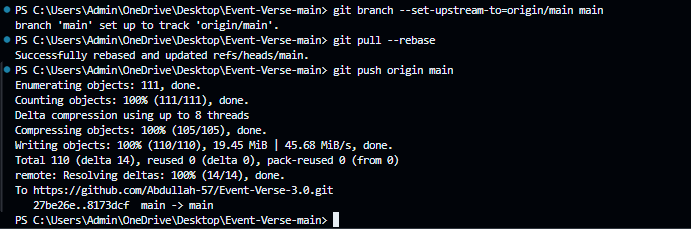 PS C:\Users\Admin\OneDrive\Desktop\Event-Verse-main> git branch --set-upstream-to=origin/main main
branch 'main' set up to track 'origin/main'.
PS C:\Users\Admin\OneDrive\Desktop\Event-Verse-main> git pull --rebase
Successfully rebased and updated refs/heads/main.
PS C:\Users\Admin\OneDrive\Desktop\Event-Verse-main> git push origin main
Enumerating objects: 111, done.
Counting objects: 100% (111/111), done.
Delta compression using up to 8 threads
Compressing objects: 100% (105/105), done.
Writing objects: 100% (110/110), 19.45 MiB | 45.68 MiB/s, done.
Total 110 (delta 14), reused 0 (delta 0), pack-reused 0 (from 0)
remote: Resolving deltas: 100% (14/14), done.
To https://github.com/Abdullah-57/Event-Verse-3.0.git
27be26e..8173dcf  main -> main
PS C:\Users\Admin\OneDrive\Desktop\Event-Verse-main>